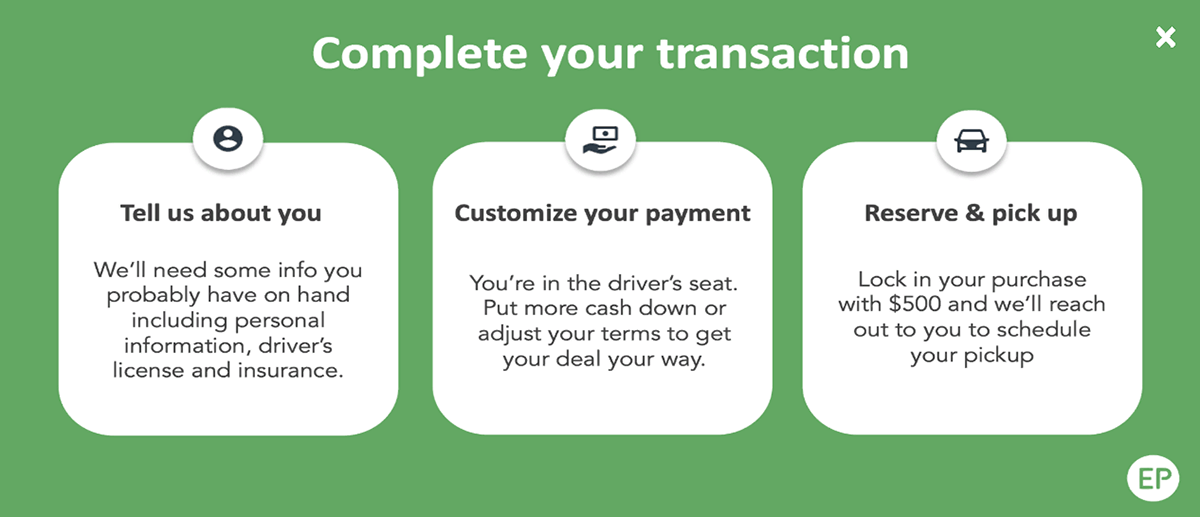 Complete your transaction
Tell us about you
We’ll need some info you
probably have on hand
including personal
information, driver’s
license and insurance.
Customize your payment
You’re in the driver’s seat.
Put more cash down or
adjust your terms to get
your deal your way.
Reserve & pick up
Lock in your purchase
with $500 and we’ll reach
out to you to schedule
your pickup
EP